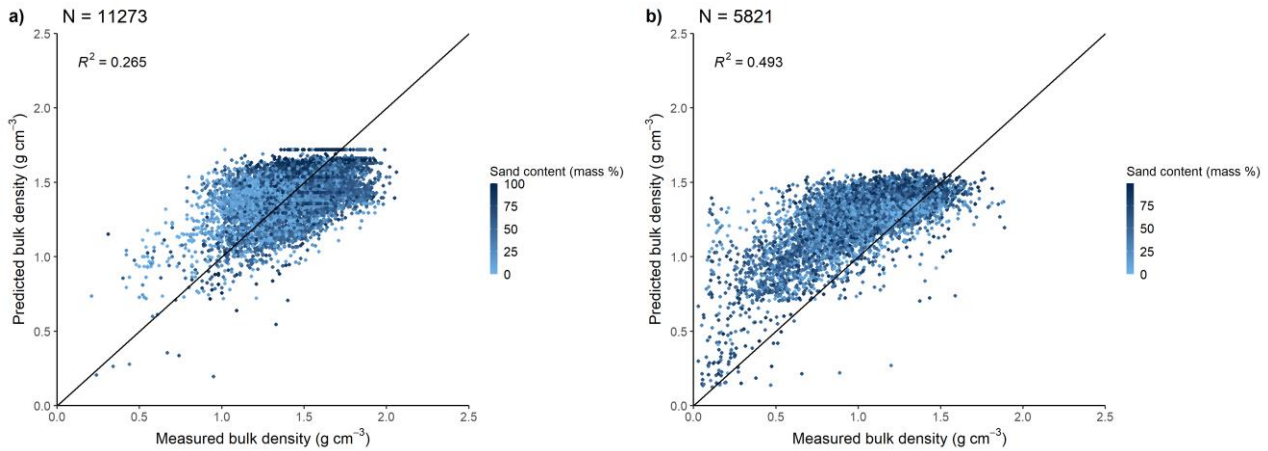 a) N = 11273
2.5
2.0
1.5
1.0
0.5
0.0
R² = 0.265
Predicted bulk density (g cm⁻³)
0.0 0.5 1.0 1.5 2.0 2.5
Measured bulk density (g cm⁻³)
Sand content (mass %)
100
75
50
25
0
b) N = 5821
2.5
2.0
1.5
1.0
0.5
0.0
R² = 0.493
Predicted bulk density (g cm⁻³)
0.0 0.5 1.0 1.5 2.0 2.5
Measured bulk density (g cm⁻³)
Sand content (mass %)
75
50
25
0